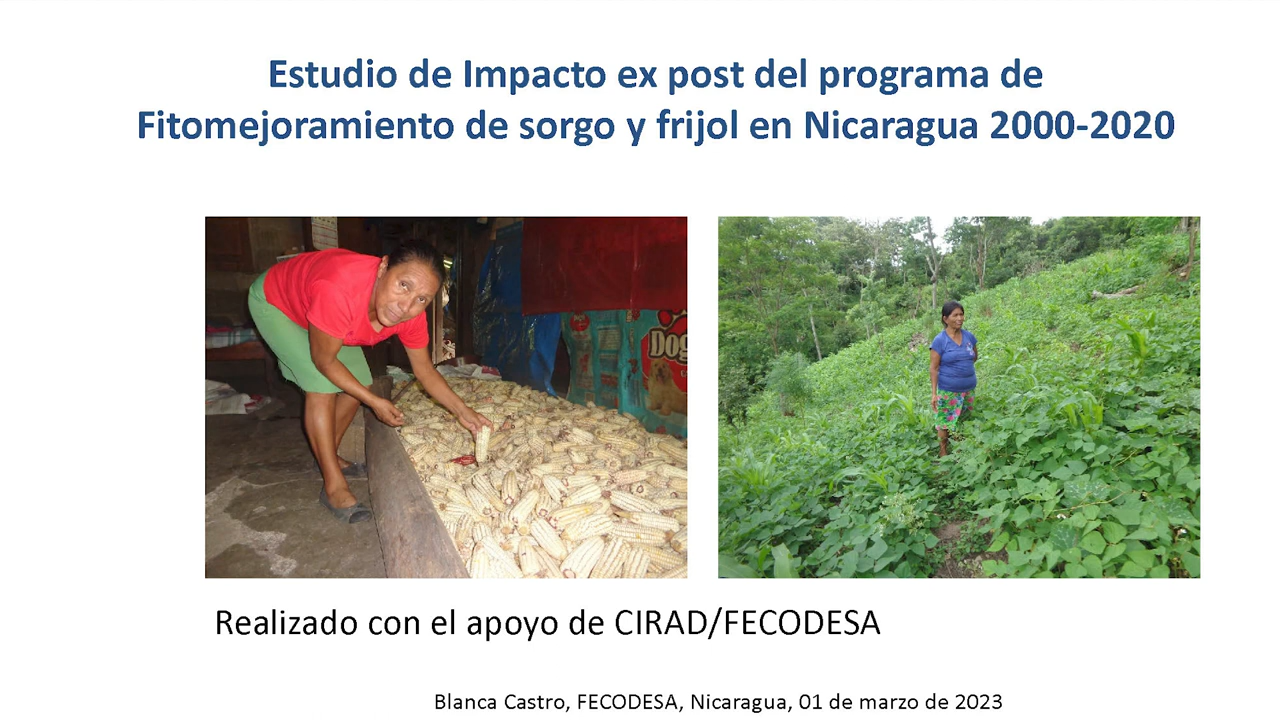 Estudio de Impacto ex post del programa de
Fitomejoramiento de sorgo y frijol en Nicaragua 2000-2020
Dog
Realizado con el apoyo de CIRAD/FECODESA
Blanca Castro, FECODESA, Nicaragua, 01 de marzo de 2023